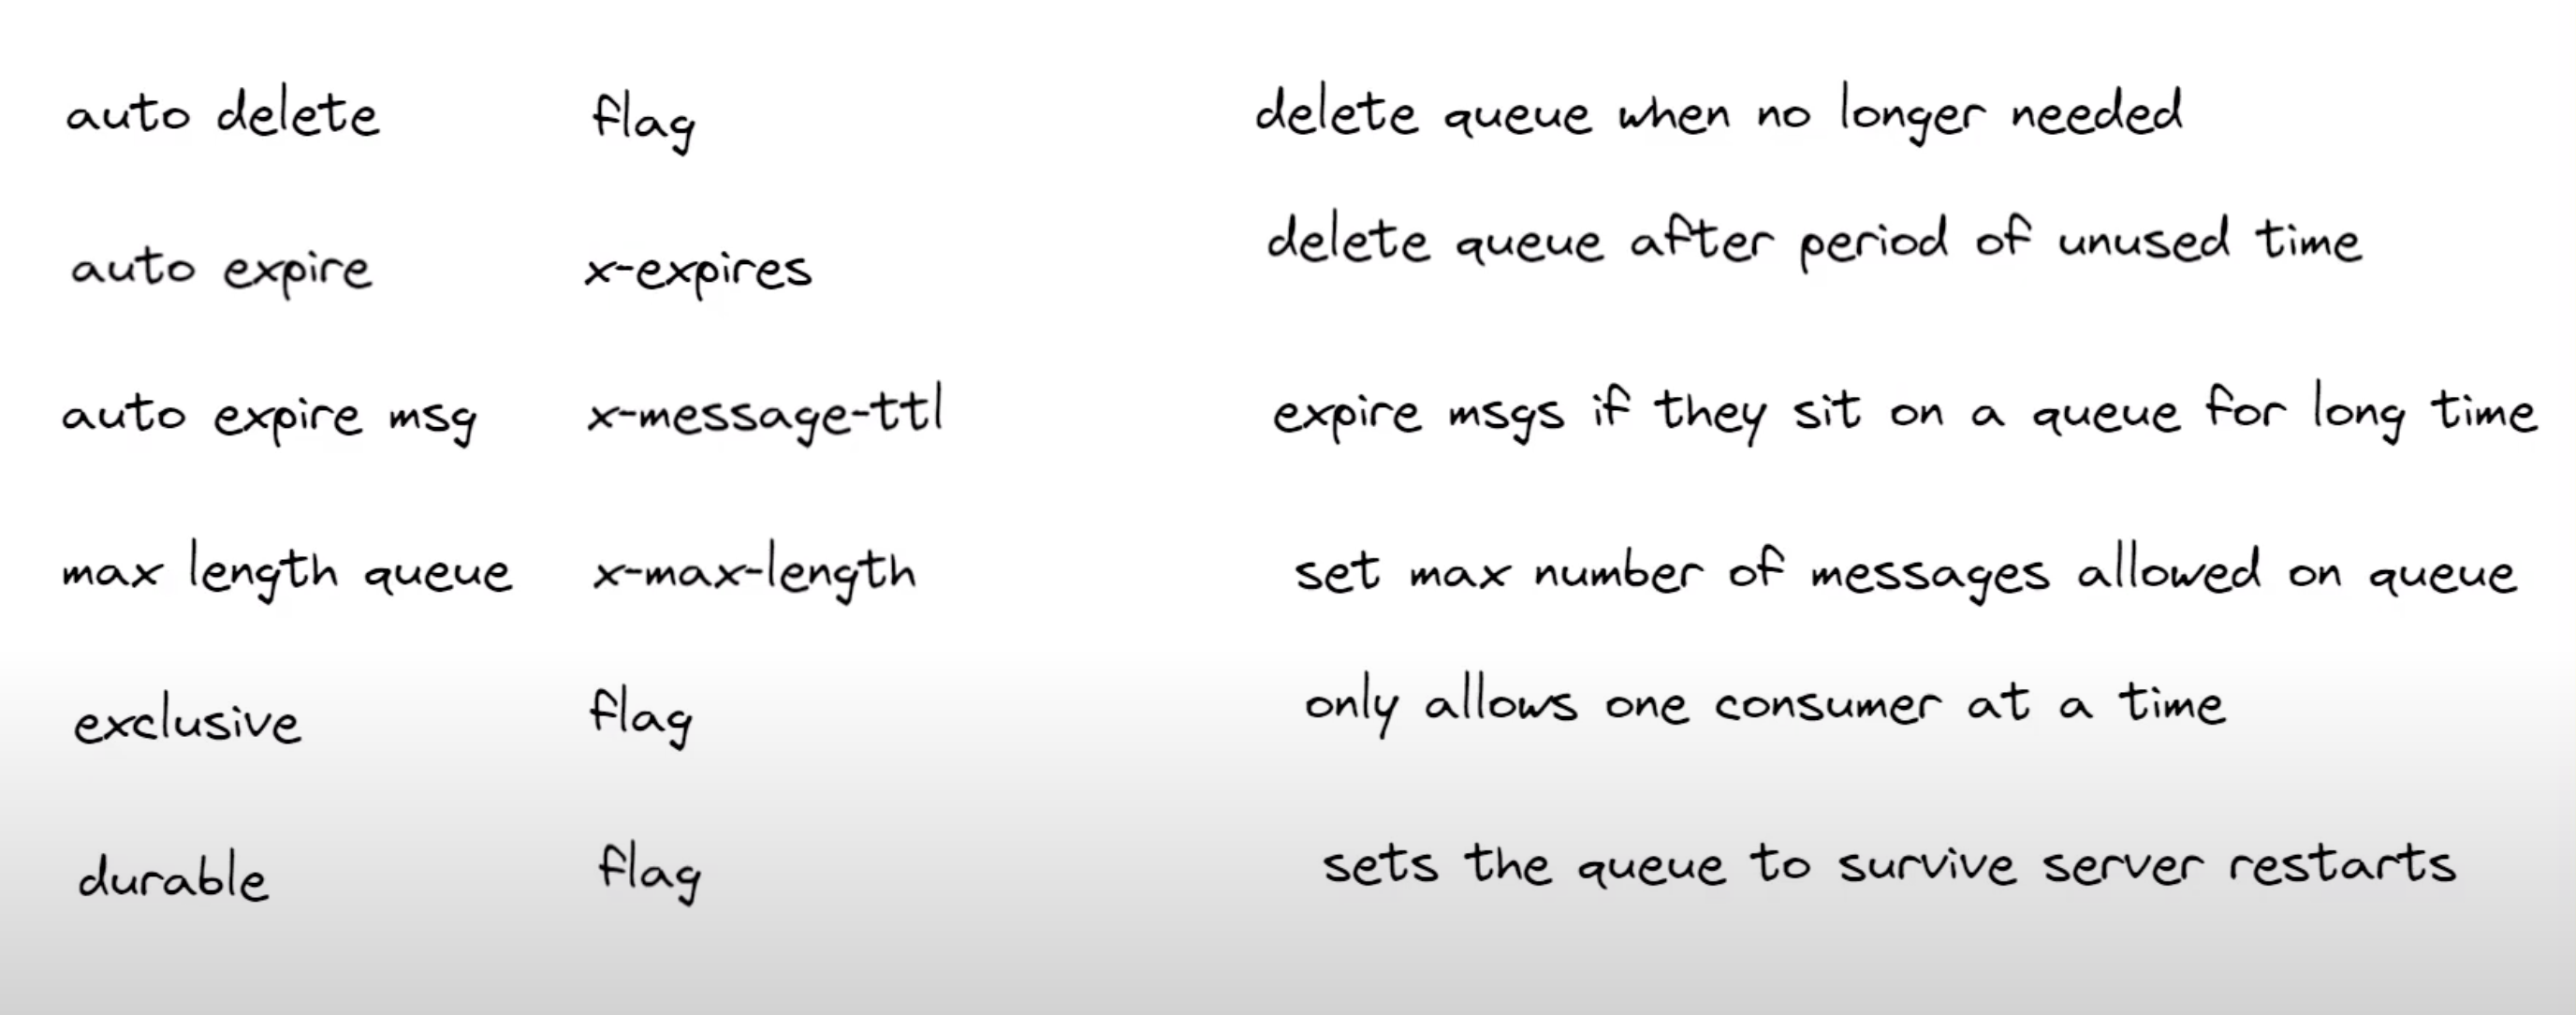 auto delete flag delete queue when no longer needed
auto expire x-expires delete queue after period of unused time
auto expire msg x-message-ttl expire msgs if they sit on a queue for long time
max length queue x-max-length set max number of messages allowed on queue
exclusive flag only allows one consumer at a time
durable flag sets the queue to survive server restarts